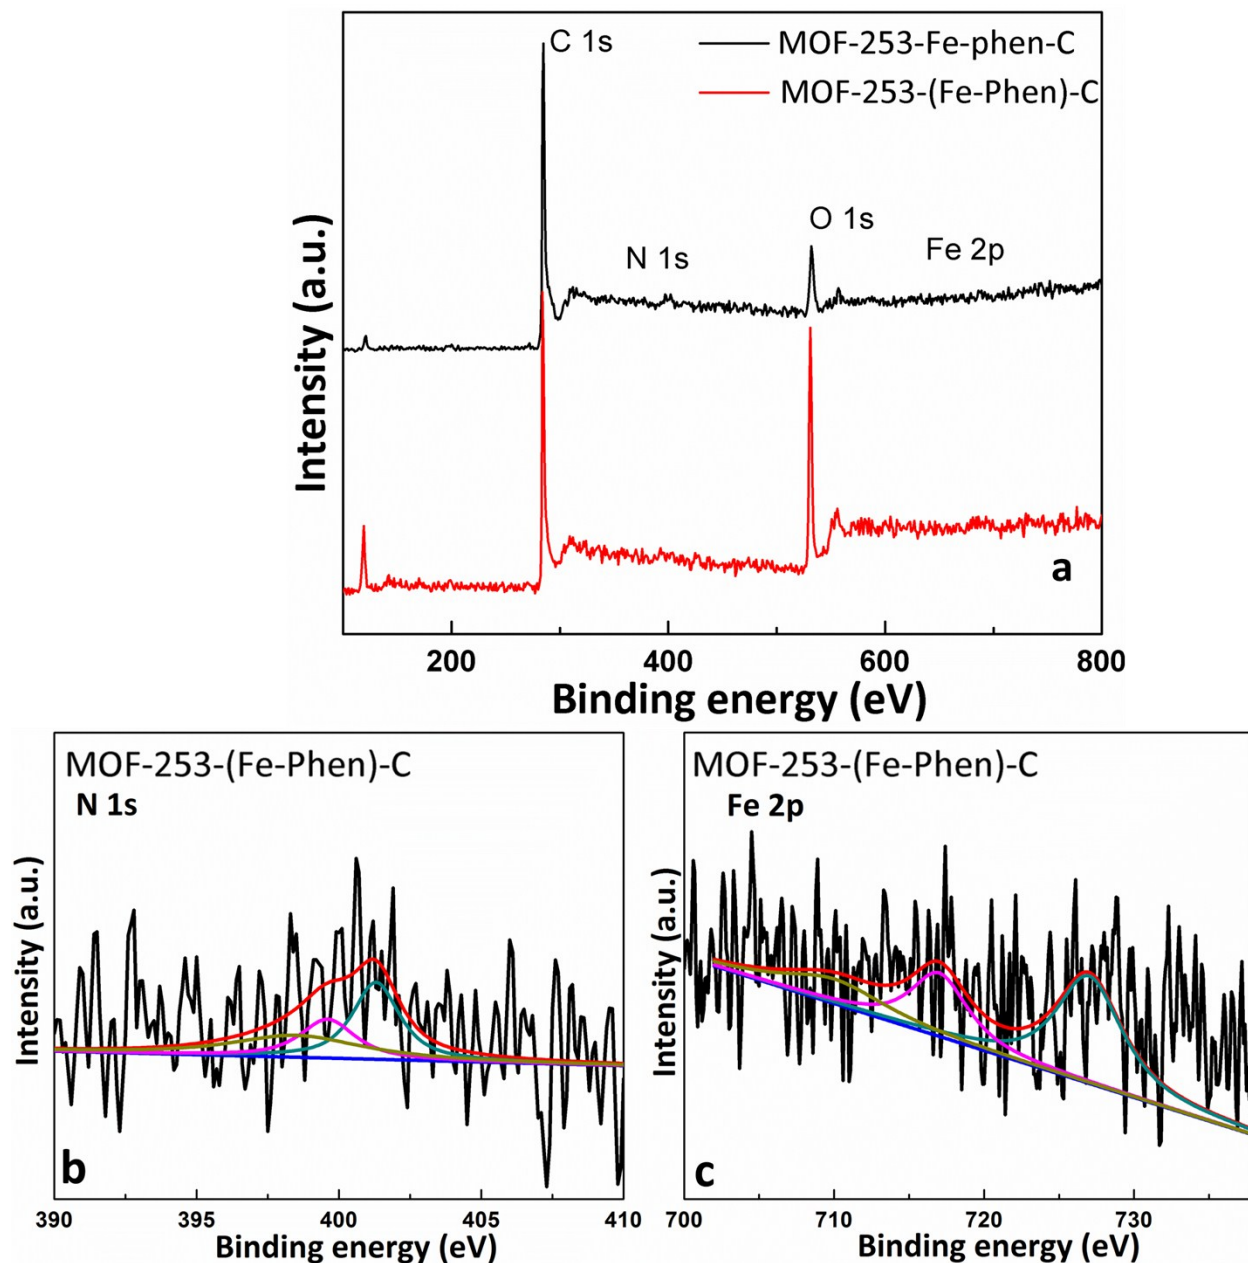 C 1s
MOF-253-Fe-phen-C
MOF-253-(Fe-Phen)-C
O 1s
N 1s
Fe 2p
Intensity (a.u.)
a
200 400 600 800
Binding energy (eV)
MOF-253-(Fe-Phen)-C
N 1s
Intensity (a.u.)
b
390 395 400 405 410
Binding energy (eV)
MOF-253-(Fe-Phen)-C
Fe 2p
Intensity (a.u.)
c
700 710 720 730
Binding energy (eV)